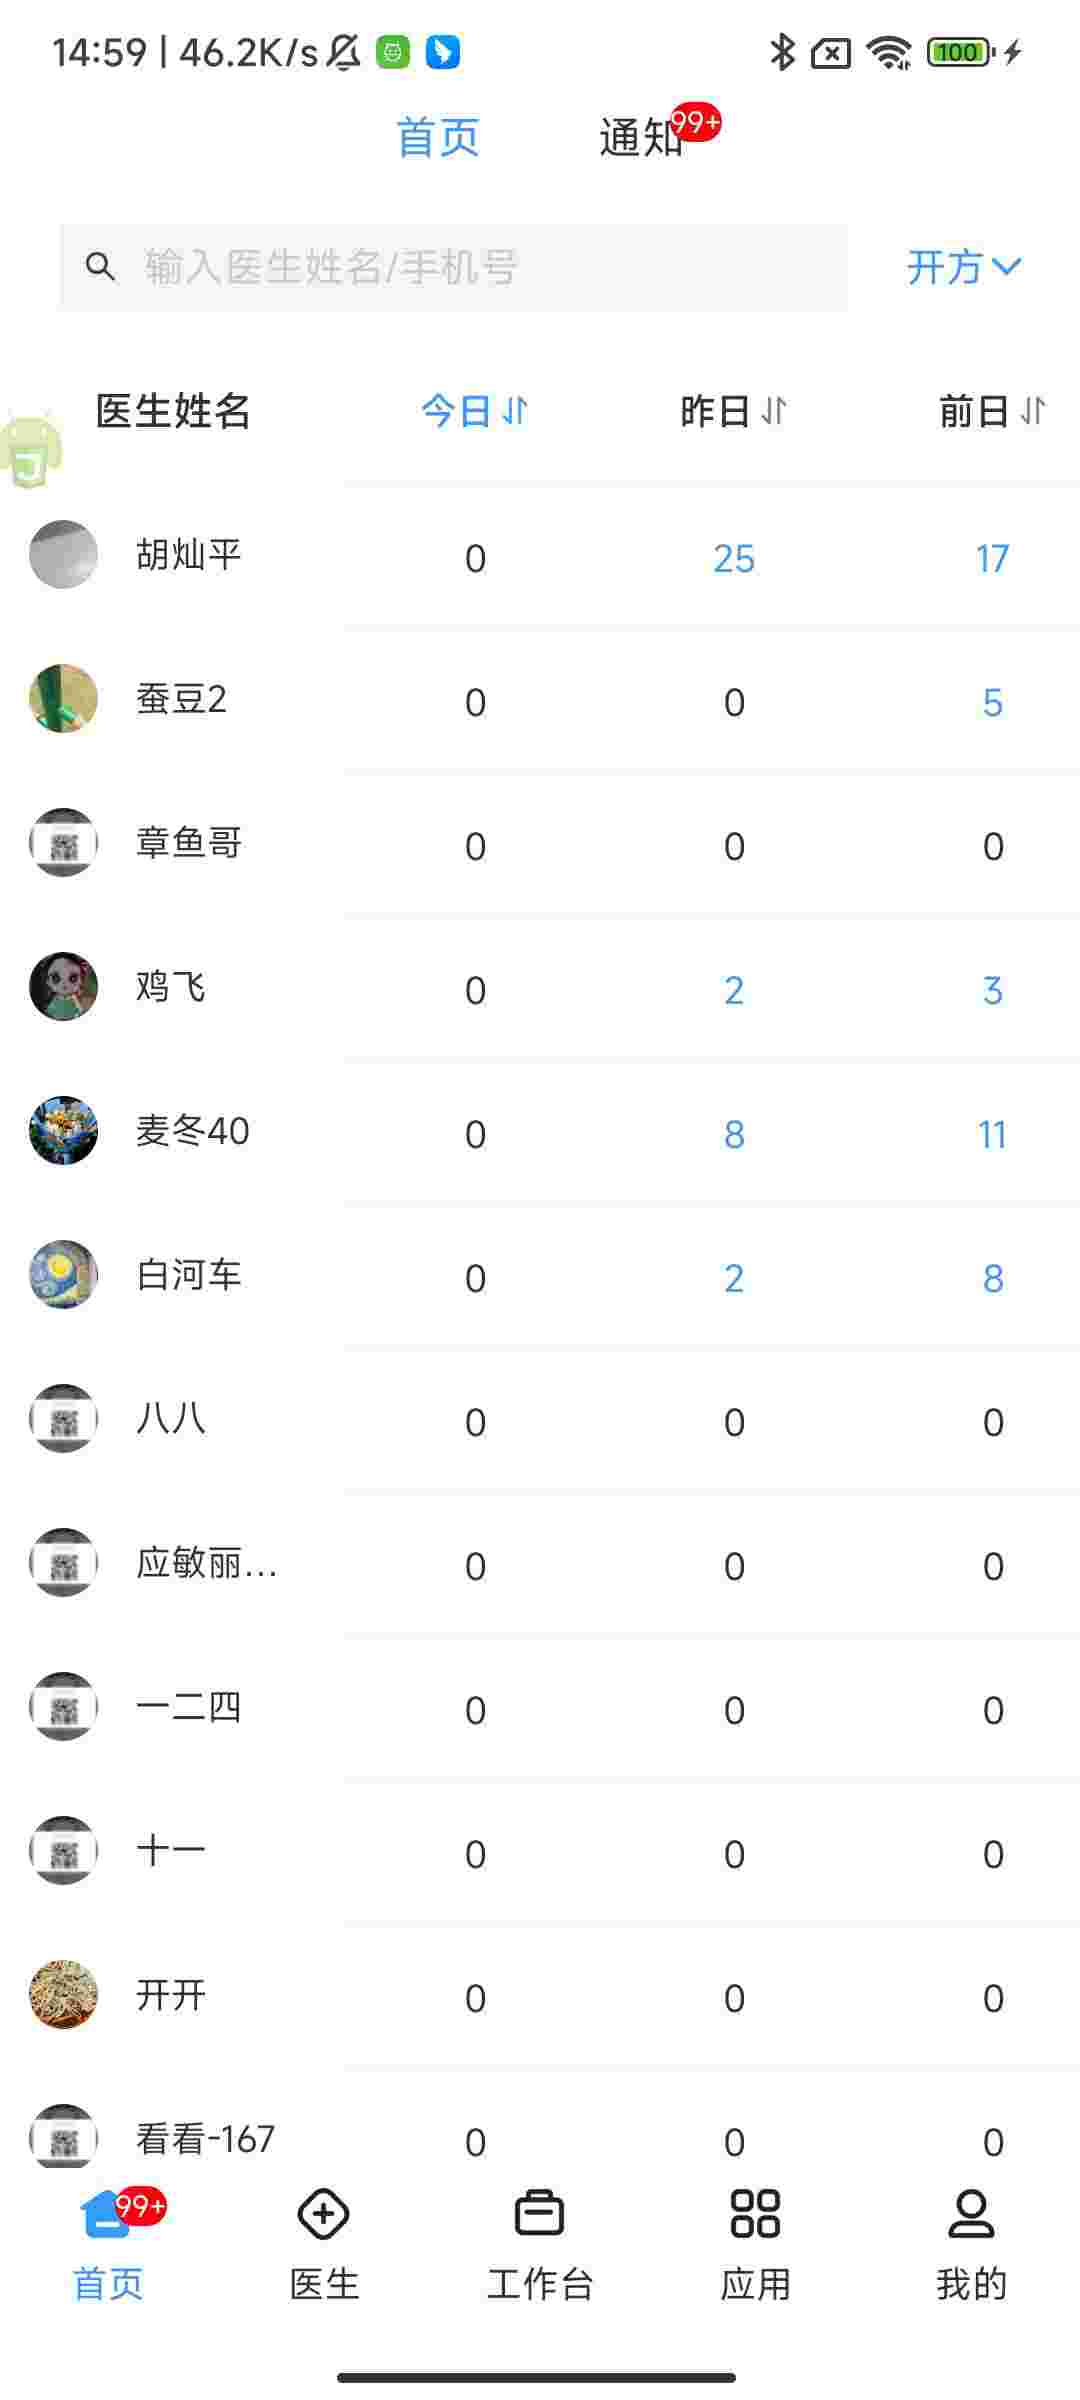 14:59 | 46.2K/s 100
首页 通知 99+
输入医生姓名/手机号 开方
医生姓名 今日 昨日 前日
胡灿平 0 25 17
蚕豆2 0 0 5
章鱼哥 0 0 0
鸡飞 0 2 3
麦冬40 0 8 11
白河车 0 2 8
八八 0 0 0
应敏丽... 0 0 0
一二四 0 0 0
十一 0 0 0
开开 0 0 0
看看-167 0 0 0
99+
首页 医生 工作台 应用 我的